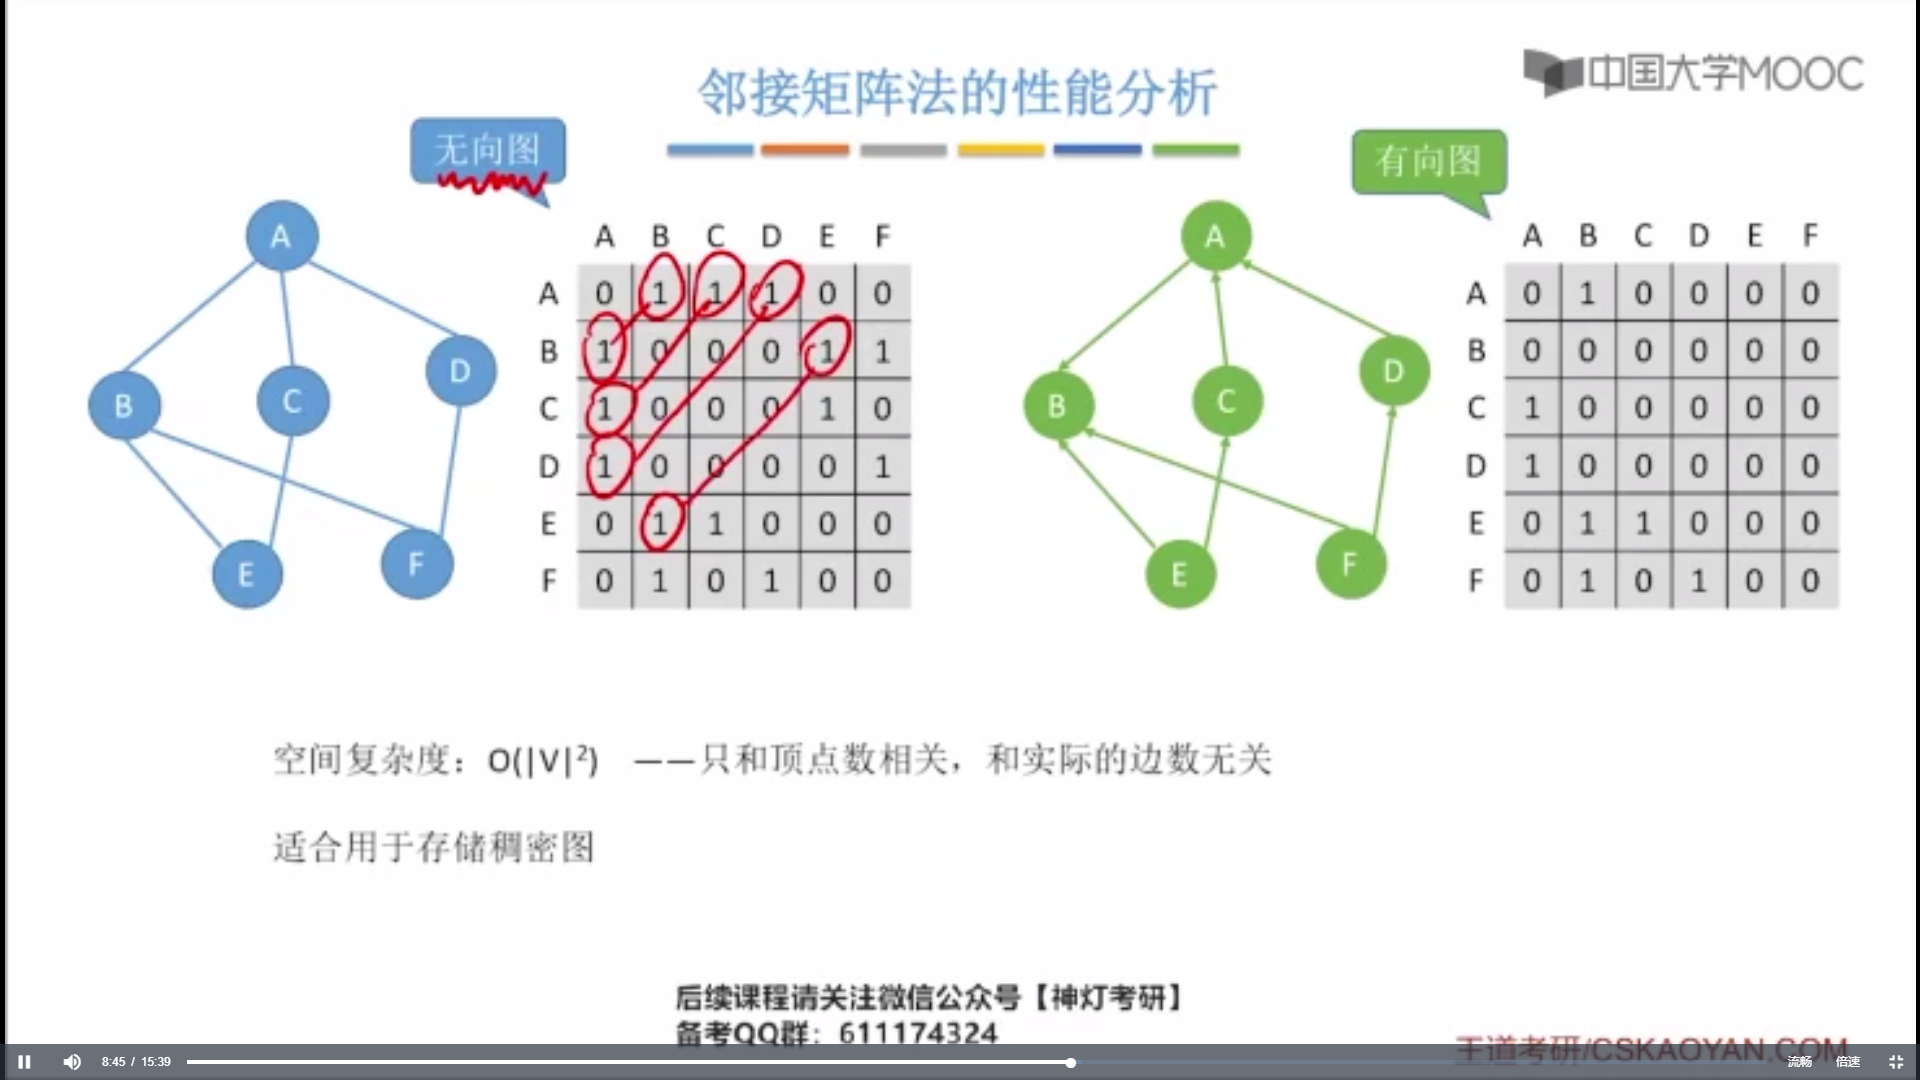 中国大学MOOC
邻接矩阵法的性能分析
无向图
有向图
A
B
C
D
E
F
A B C D E F
A 0 1 1 1 0 0
B 1 0 0 0 1 1
C 1 0 0 0 1 0
D 1 0 0 0 0 1
E 0 1 1 0 0 0
F 0 1 0 1 0 0
A
B
C
D
E
F
A B C D E F
A 0 1 0 0 0 0
B 0 0 0 0 0 0
C 1 0 0 0 0 0
D 1 0 0 0 0 0
E 0 1 1 0 0 0
F 0 1 0 1 0 0
空间复杂度：O(|V|²) ——只和顶点数相关，和实际的边数无关
适合用于存储稠密图
后续课程请关注微信公众号【神灯考研】
备考QQ群：611174324
王道考研/CSKAOYAN.COM
8:45 / 15:39
流畅 倍速